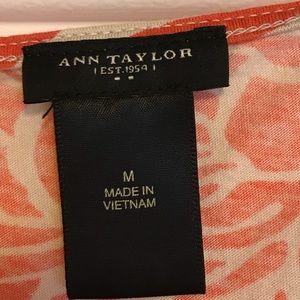 ANN TAYLOR
EST. 1954
M
MADE IN
VIETNAM